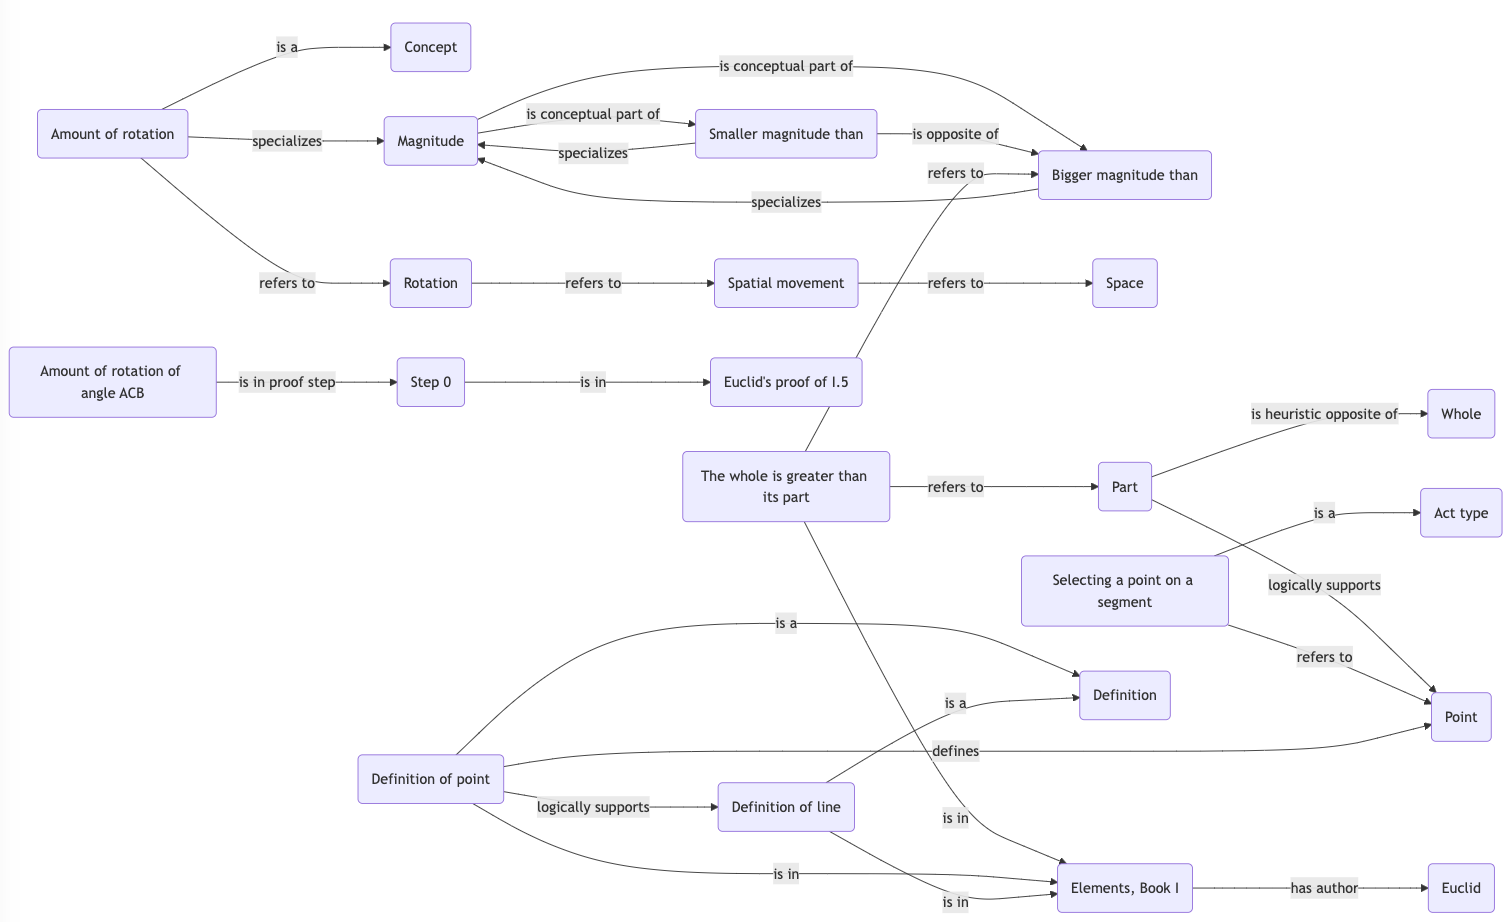 is a
Concept
is conceptual part of
Amount of rotation
specializes
Magnitude
is conceptual part of
specializes
Smaller magnitude than
is opposite of
refers to
Bigger magnitude than
specializes
refers to
Rotation
refers to
Spatial movement
refers to
Space
Amount of rotation of
angle ACB
is in proof step
Step 0
is in
Euclid's proof of I.5
is heuristic opposite of
Whole
The whole is greater than
its part
refers to
Part
is a
Act type
Selecting a point on a
segment
logically supports
is a
refers to
Definition
is a
Point
defines
Definition of point
logically supports
Definition of line
is in
is in
is in
Elements, Book I
has author
Euclid